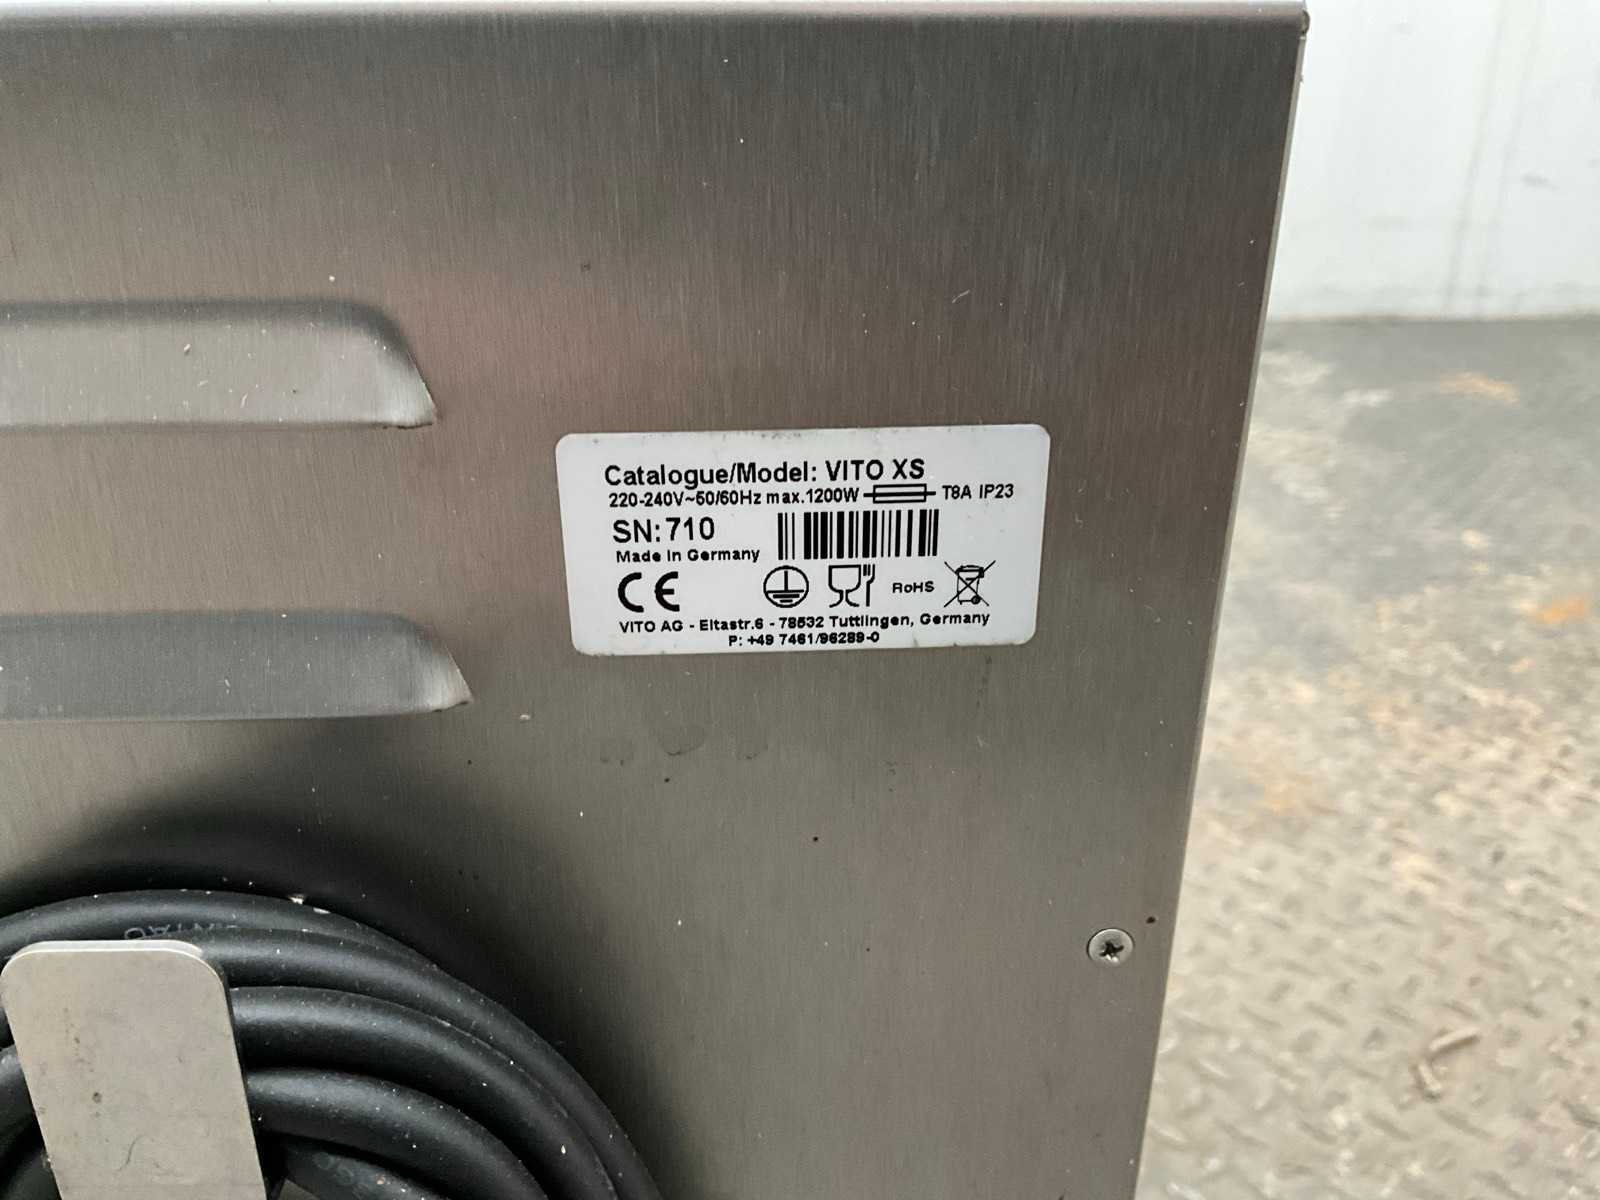 Catalogue/Model: VITO XS
220-240V~50/60Hz max.1200W T8A IP23
SN: 710
Made in Germany
CE RoHS
VITO AG - Eltastr.6 - 78532 Tuttlingen, Germany
P: +49 7461/96289-0